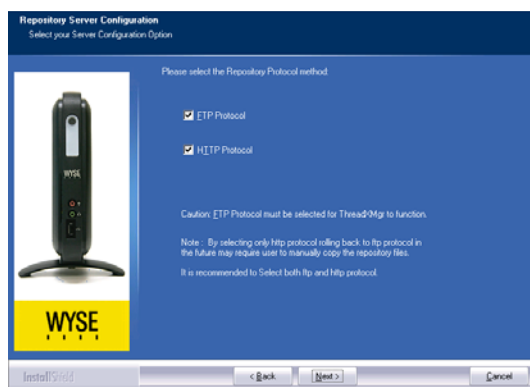 Repository Server Configuration
Select your Server Configuration Option
Please select the Repository Protocol method
FTP Protocol
HTTP Protocol
Caution: FTP Protocol must be selected for ThreadXMgr to function.
Note : By selecting only http protocol rolling back to ftp protocol in
the future may require user to manually copy the repository files.
It is recommended to Select both ftp and http protocol.
WYSE
WYSE
InstallShield
< Back
Next >
Cancel